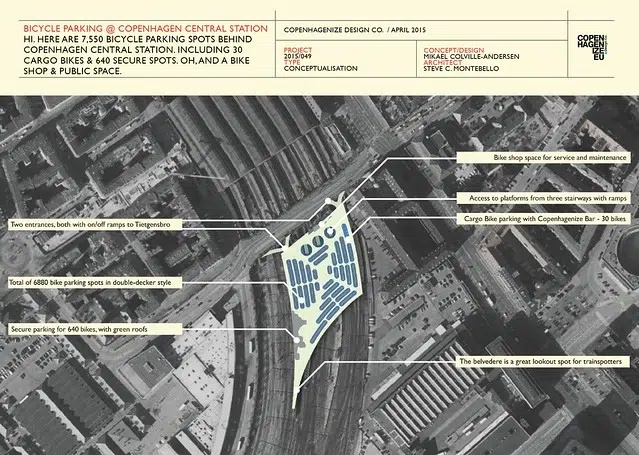 BICYCLE PARKING @ COPENHAGEN CENTRAL STATION
HI. HERE ARE 7,550 BICYCLE PARKING SPOTS BEHIND
COPENHAGEN CENTRAL STATION. INCLUDING 30
CARGO BIKES & 640 SECURE SPOTS. OH, AND A BIKE
SHOP & PUBLIC SPACE.
COPENHAGENIZE DESIGN CO. / APRIL 2015
PROJECT
2015/049
TYPE
CONCEPTUALISATION
CONCEPT/DESIGN
MIKAEL COLVILLE-ANDERSEN
ARCHITECT
STEVE C. MONTEBELLO
COPEN
HAGEN
IZE
EU
Bike shop space for service and maintenance
Access to platforms from three stairways with ramps
Cargo Bike parking with Copenhagenize Bar - 30 bikes
Two entrances, both with on/off ramps to Tietgensbro
Total of 6880 bike parking spots in double-decker style
Secure parking for 640 bikes, with green roofs
The belvedere is a great lookout spot for trainspotters